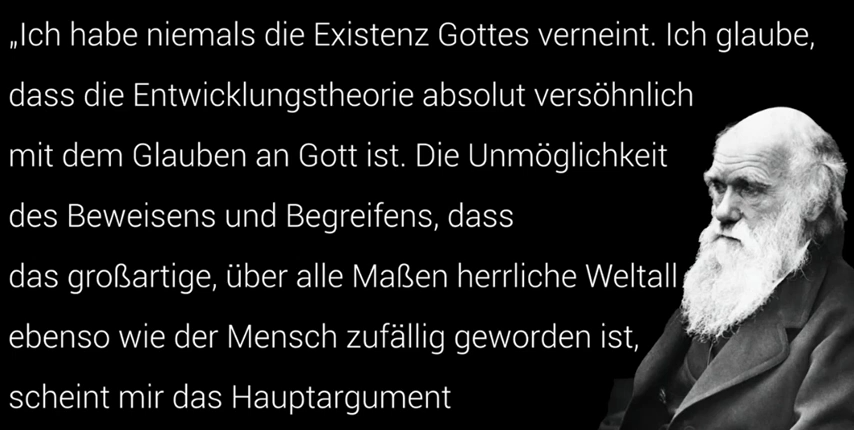 „Ich habe niemals die Existenz Gottes verneint. Ich glaube,
dass die Entwicklungstheorie absolut versöhnlich
mit dem Glauben an Gott ist. Die Unmöglichkeit
des Beweisens und Begreifens, dass
das großartige, über alle Maßen herrliche Weltall
ebenso wie der Mensch zufällig geworden ist,
scheint mir das Hauptargument